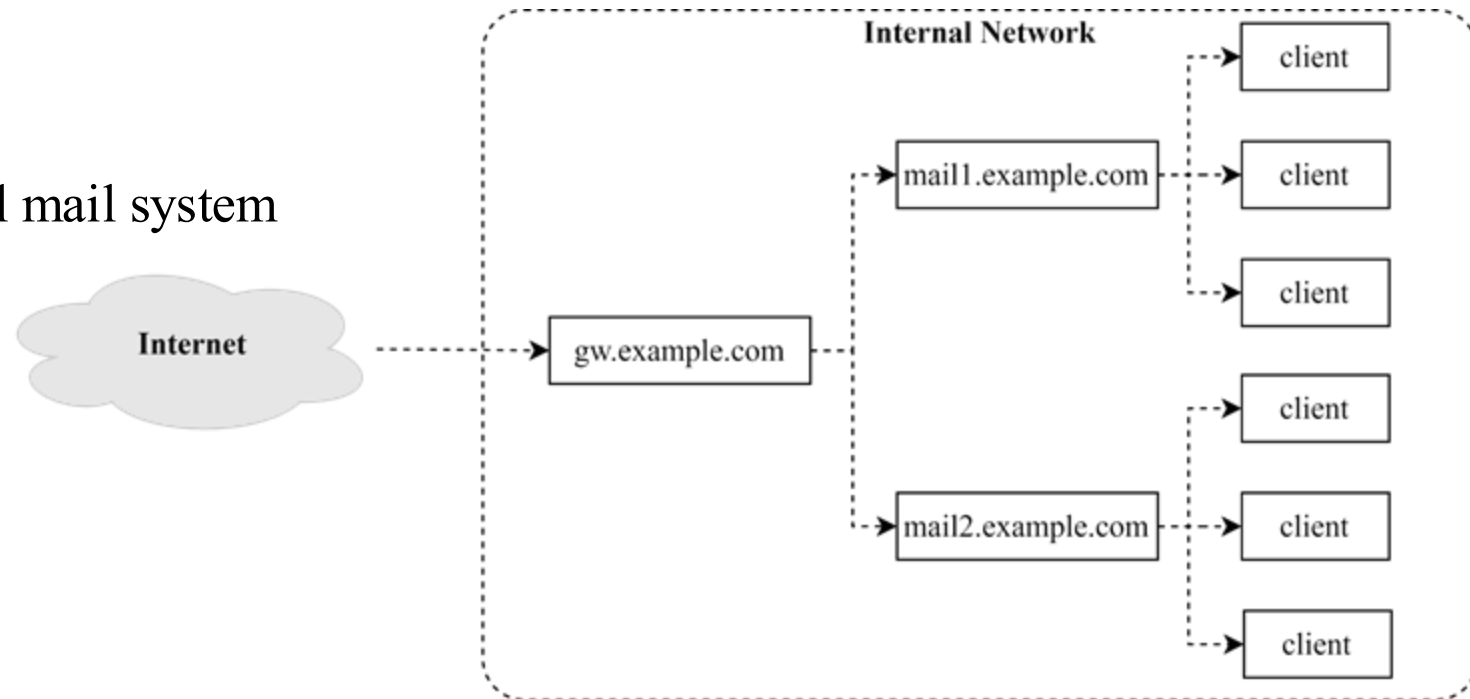 Internal Network
client
mail1.example.com
client
l mail system
client
Internet
gw.example.com
client
mail2.example.com
client
client